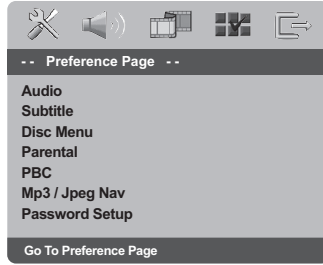 - - Preference Page - -
Audio
Subtitle
Disc Menu
Parental
PBC
Mp3 / Jpeg Nav
Password Setup
Go To Preference Page